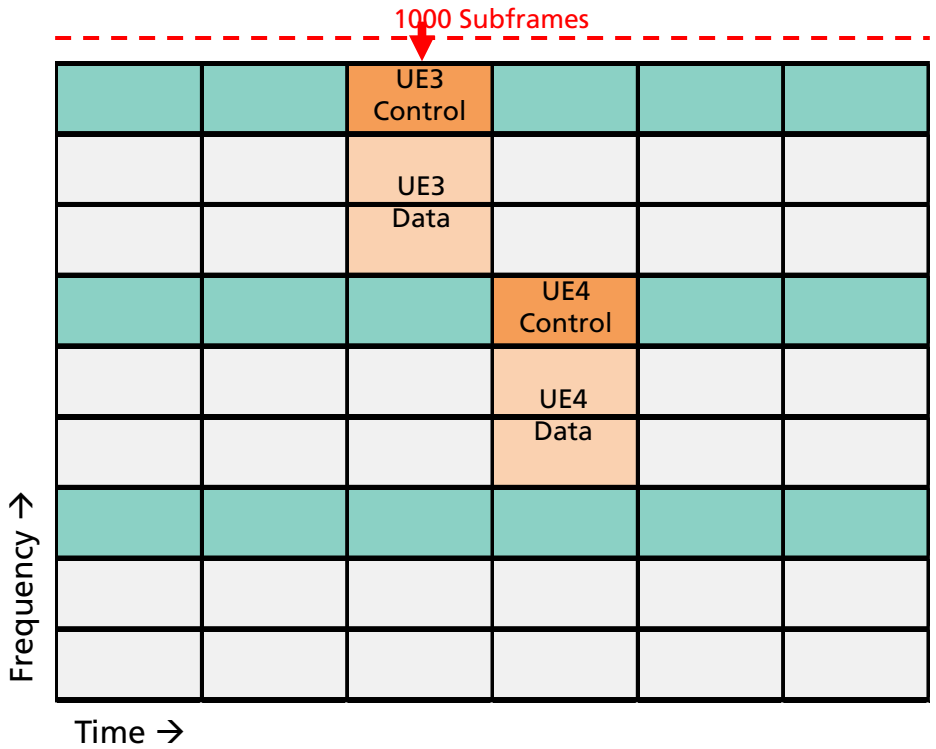 1000 Subframes
UE3
Control
UE3
Data
UE4
Control
UE4
Data
Frequency →
Time →